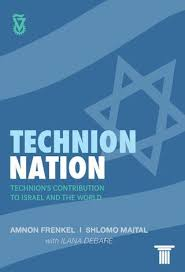 TECHNION
NATION
TECHNION'S CONTRIBUTION
TO ISRAEL AND THE WORLD
AMNON FRENKEL | SHLOMO MAITAL
with ILANA DEBARE